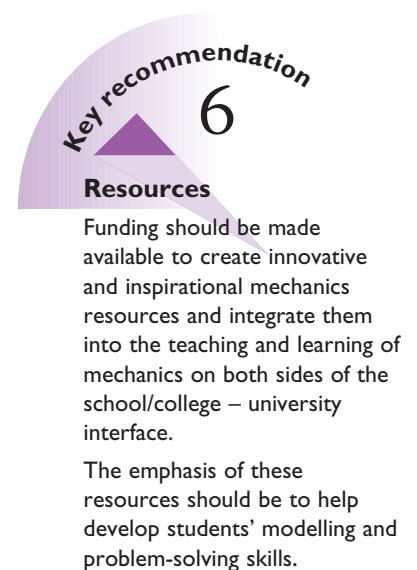 Key recommendation
6
Resources
Funding should be made
available to create innovative
and inspirational mechanics
resources and integrate them
into the teaching and learning of
mechanics on both sides of the
school/college – university
interface.
The emphasis of these
resources should be to help
develop students’ modelling and
problem-solving skills.